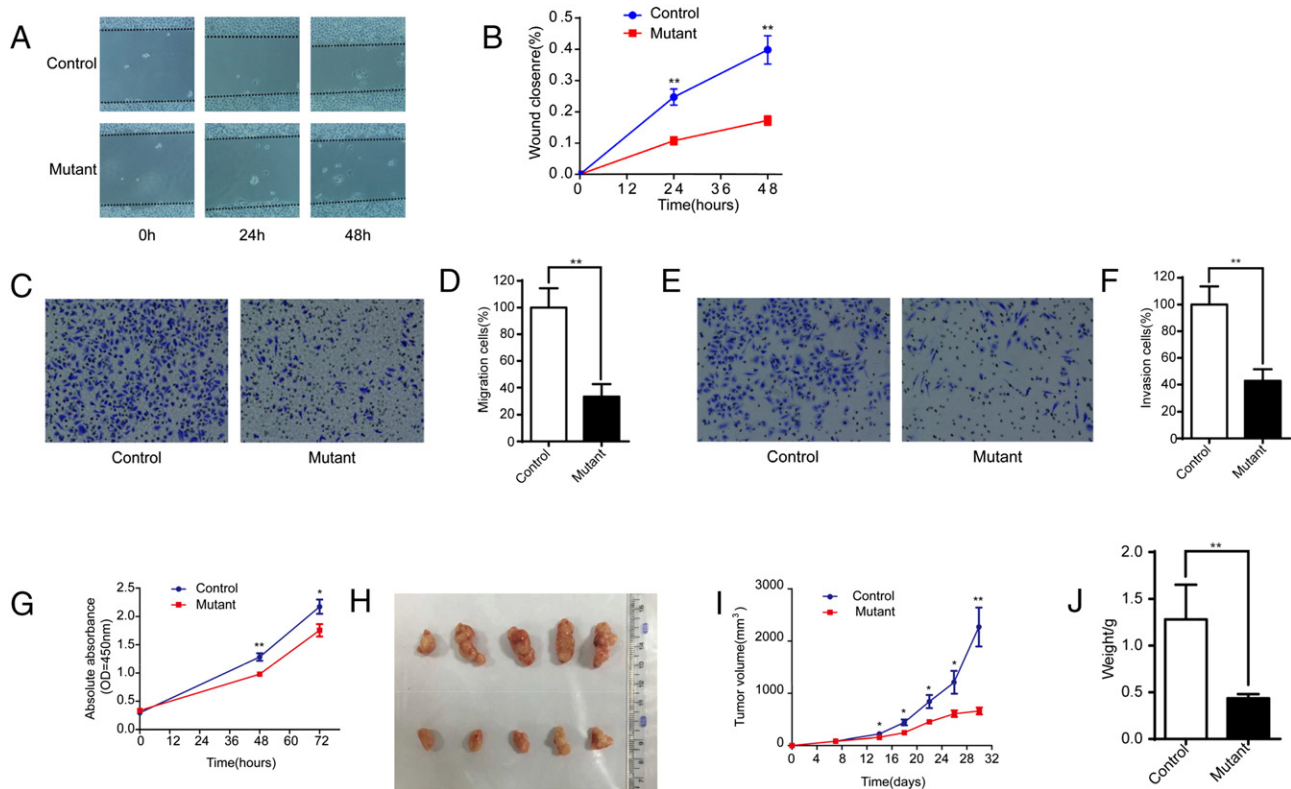 A
Control
Mutant
0h
24h
48h
B
Control
Mutant
Wound closenre(%)
0.5
0.4
0.3
0.2
0.1
0.0
**
**
0 12 24 36 48
Time(hours)
C
Control
Mutant
D
**
Migration cells(%)
120
100
80
60
40
20
0
Control
Mutant
E
Control
Mutant
F
**
Invasion cells(%)
120
100
80
60
40
20
0
Control
Mutant
G
Control
Mutant
Absolute absorbance
(OD=450nm)
2.5
2.0
1.5
1.0
0.5
0.0
**
*
0 12 24 36 48 60 72
Time(hours)
H
I
Control
Mutant
Tumor volume(mm³)
3000
2000
1000
0
*
*
*
*
**
0 4 8 12 16 20 24 28 32
Time(days)
J
**
Weight/g
2.0
1.5
1.0
0.5
0.0
Control
Mutant